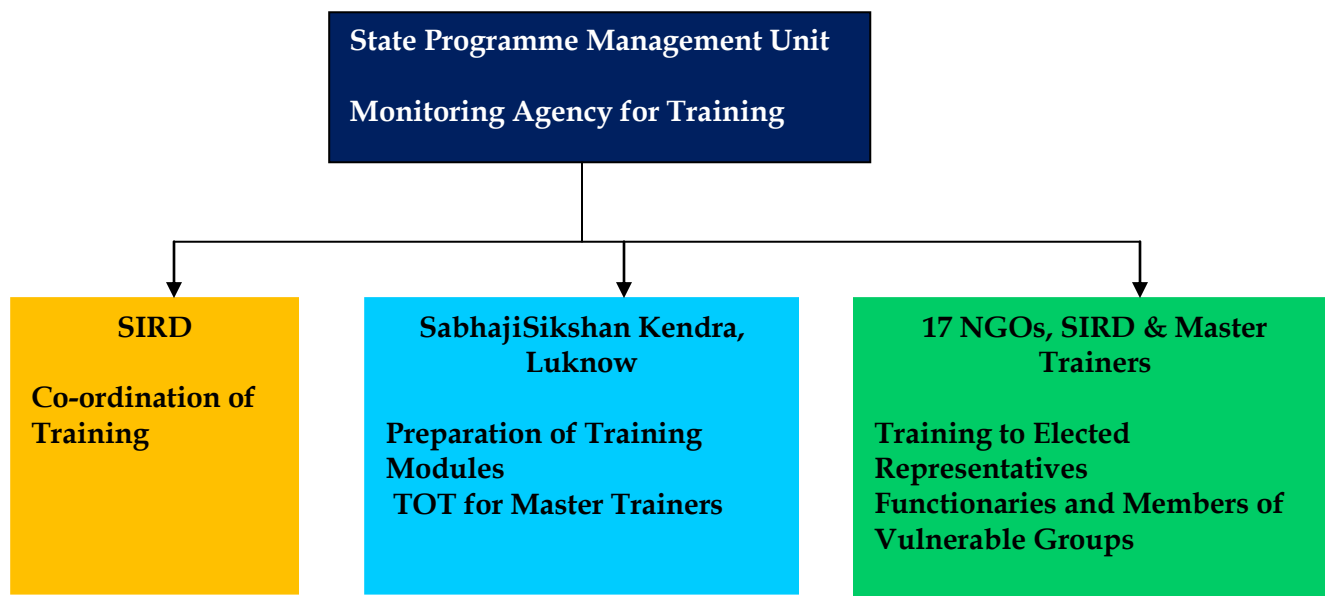 State Programme Management Unit
Monitoring Agency for Training
SIRD
Co-ordination of
Training
SabhajiSikshan Kendra,
Luknow
Preparation of Training
Modules
TOT for Master Trainers
17 NGOs, SIRD & Master
Trainers
Training to Elected
Representatives
Functionaries and Members of
Vulnerable Groups